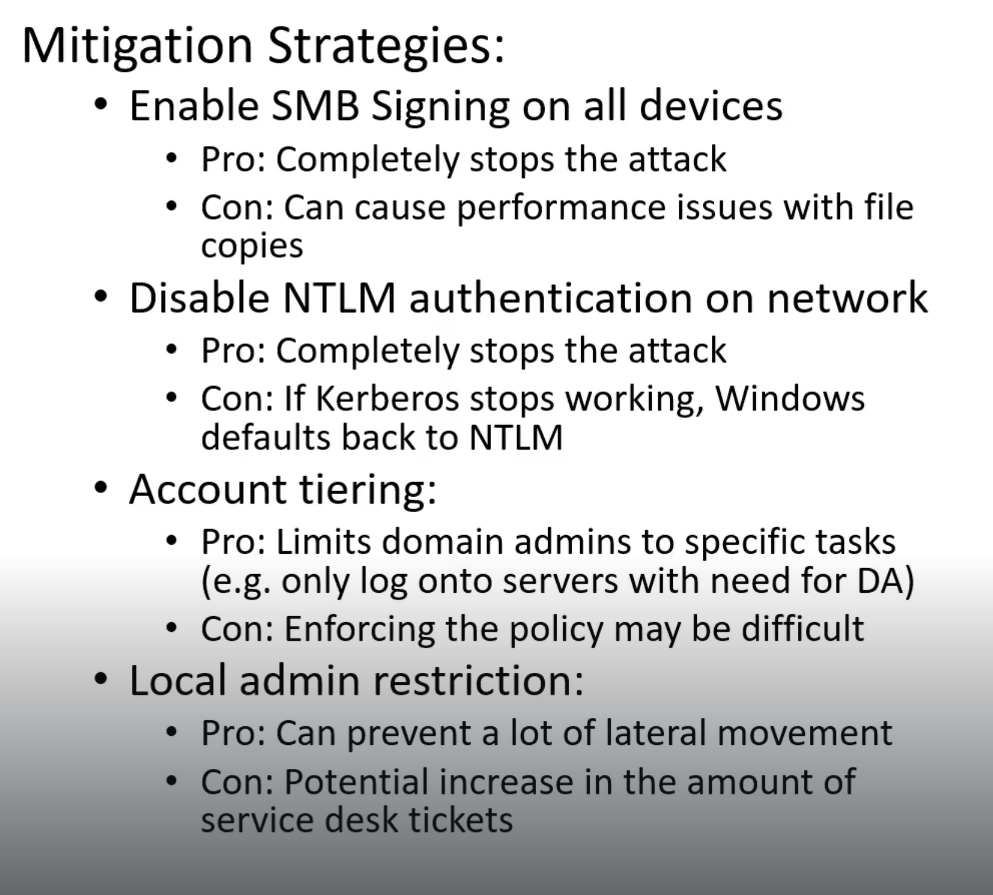 Mitigation Strategies:
• Enable SMB Signing on all devices
• Pro: Completely stops the attack
• Con: Can cause performance issues with file
copies
• Disable NTLM authentication on network
• Pro: Completely stops the attack
• Con: If Kerberos stops working, Windows
defaults back to NTLM
• Account tiering:
• Pro: Limits domain admins to specific tasks
(e.g. only log onto servers with need for DA)
• Con: Enforcing the policy may be difficult
• Local admin restriction:
• Pro: Can prevent a lot of lateral movement
• Con: Potential increase in the amount of
service desk tickets